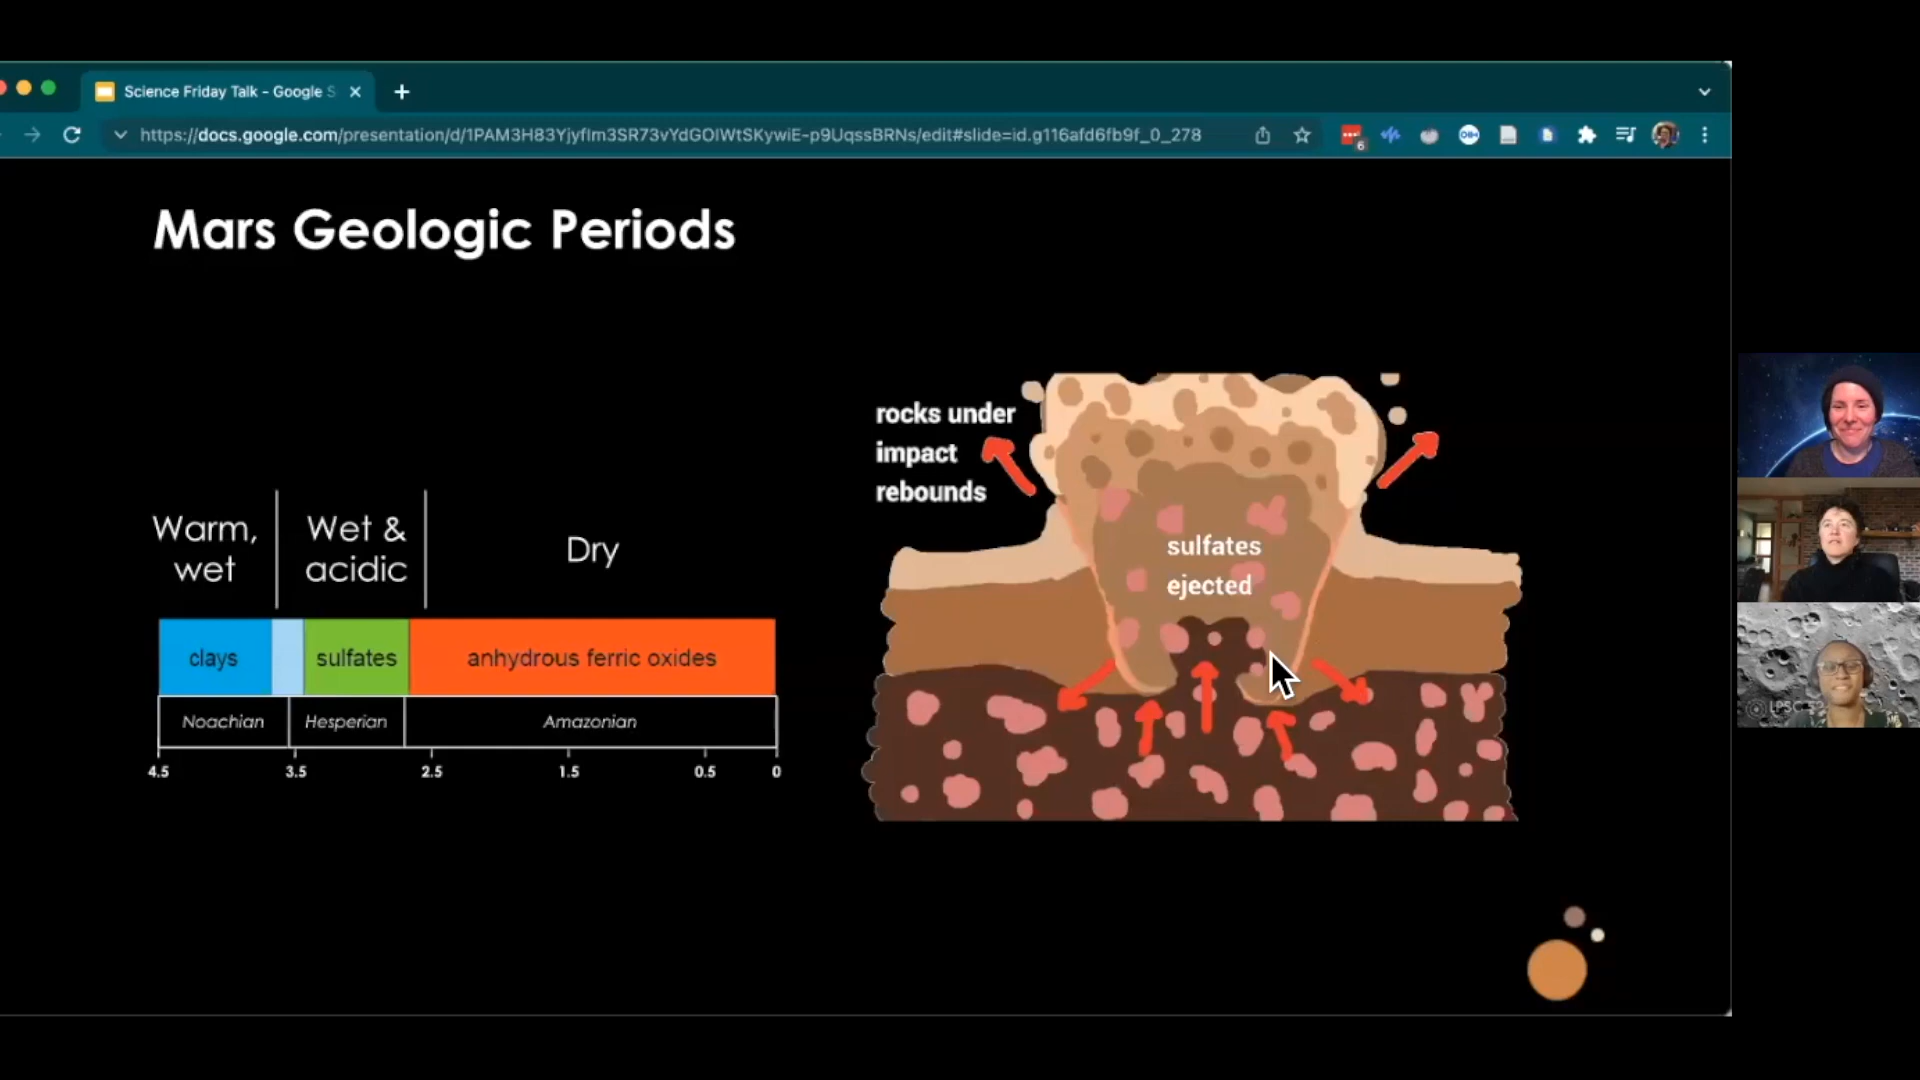 Science Friday Talk - Google S
https://docs.google.com/presentation/d/1PAM3H83Yjyflm3SR73vYdGOlWtSKywiE-p9UqssBRNs/edit#slide=id.g116afd6fb9f_0_278
6
Mars Geologic Periods
Warm,
wet
Wet &
acidic
Dry
clays
sulfates
anhydrous ferric oxides
Noachian
Hesperian
Amazonian
4.5
3.5
2.5
1.5
0.5
0
rocks under
impact
rebounds
sulfates
ejected